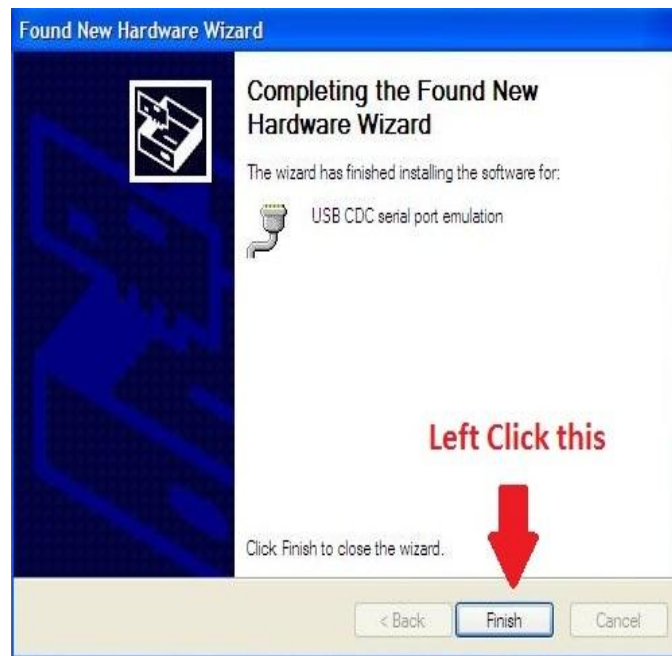 Found New Hardware Wizard
Completing the Found New
Hardware Wizard
The wizard has finished installing the software for:
USB CDC serial port emulation
Left Click this
Click Finish to close the wizard.
< Back
Finish
Cancel